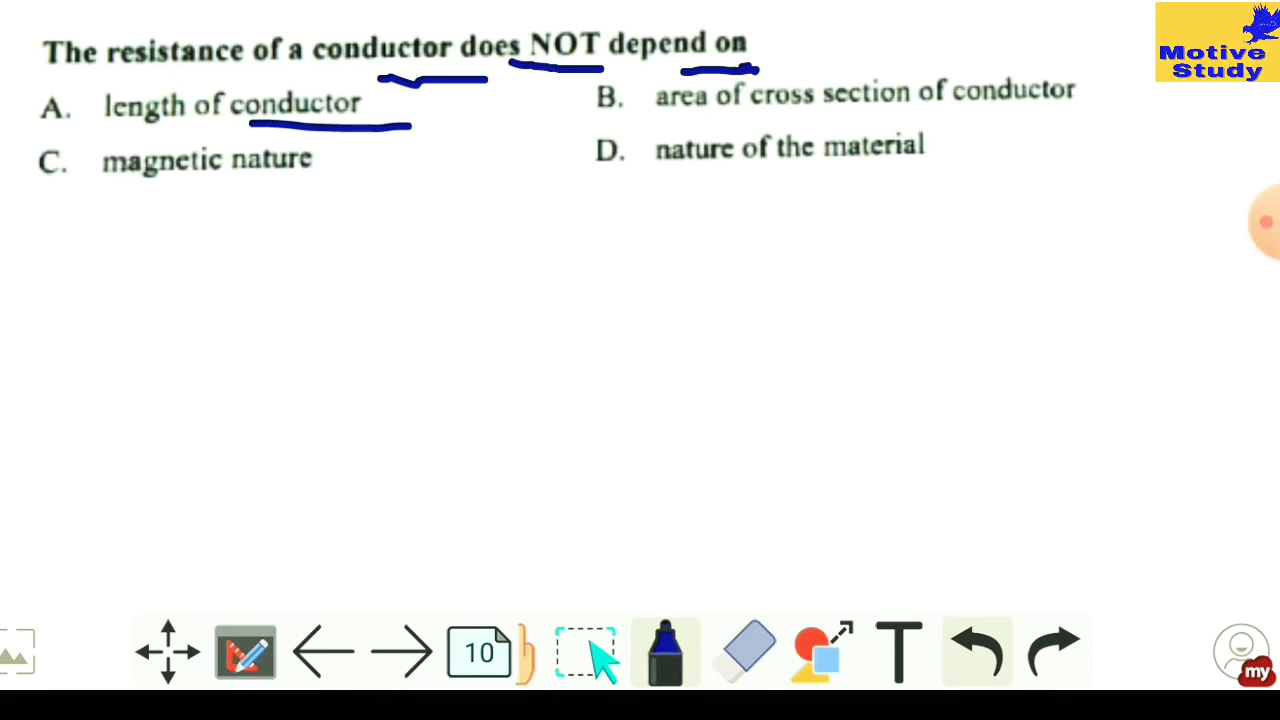 The resistance of a conductor does NOT depend on
A. length of conductor B. area of cross section of conductor
C. magnetic nature D. nature of the material
Motive
Study
10
my